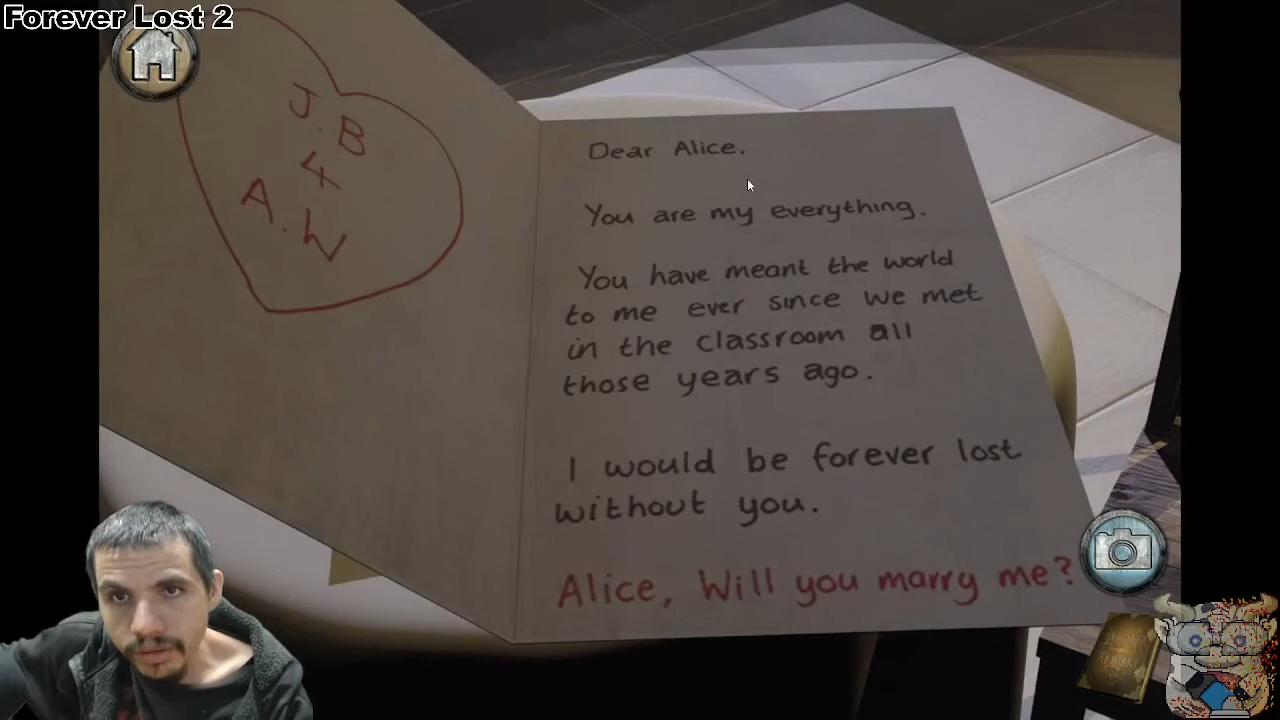 Forever Lost 2
J.B
4
A.W
Dear Alice.
You are my everything.
You have meant the world
to me ever since we met
in the classroom all
those years ago.
I would be forever lost
without you.
Alice, Will you marry me?